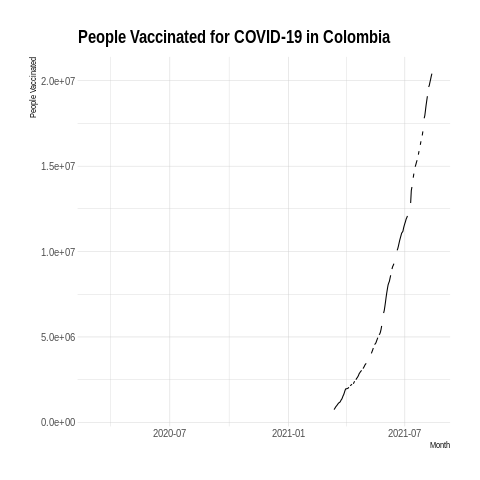 People Vaccinated for COVID-19 in Colombia
People Vaccinated
2.0e+07
1.5e+07
1.0e+07
5.0e+06
0.0e+00
2020-07 2021-01 2021-07
Month